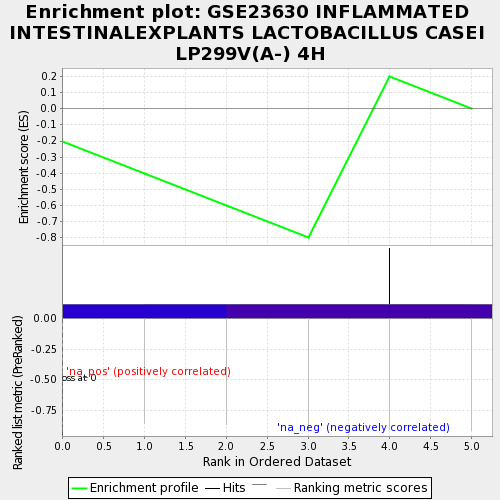 Enrichment plot: GSE23630 INFLAMMATED
INTESTINALEXPLANTS LACTOBACILLUS CASEI
LP299V(A-) 4H
Enrichment score (ES)
0.2
0.1
0.0
-0.1
-0.2
-0.3
-0.4
-0.5
-0.6
-0.7
-0.8
Ranked list metric (PreRanked)
0.00
-0.25
-0.50
-0.75
'na_pos' (positively correlated)
at 0
'na_neg' (negatively correlated)
0.0 0.5 1.0 1.5 2.0 2.5 3.0 3.5 4.0 4.5 5.0
Rank in Ordered Dataset
Enrichment profile Hits Ranking metric scores